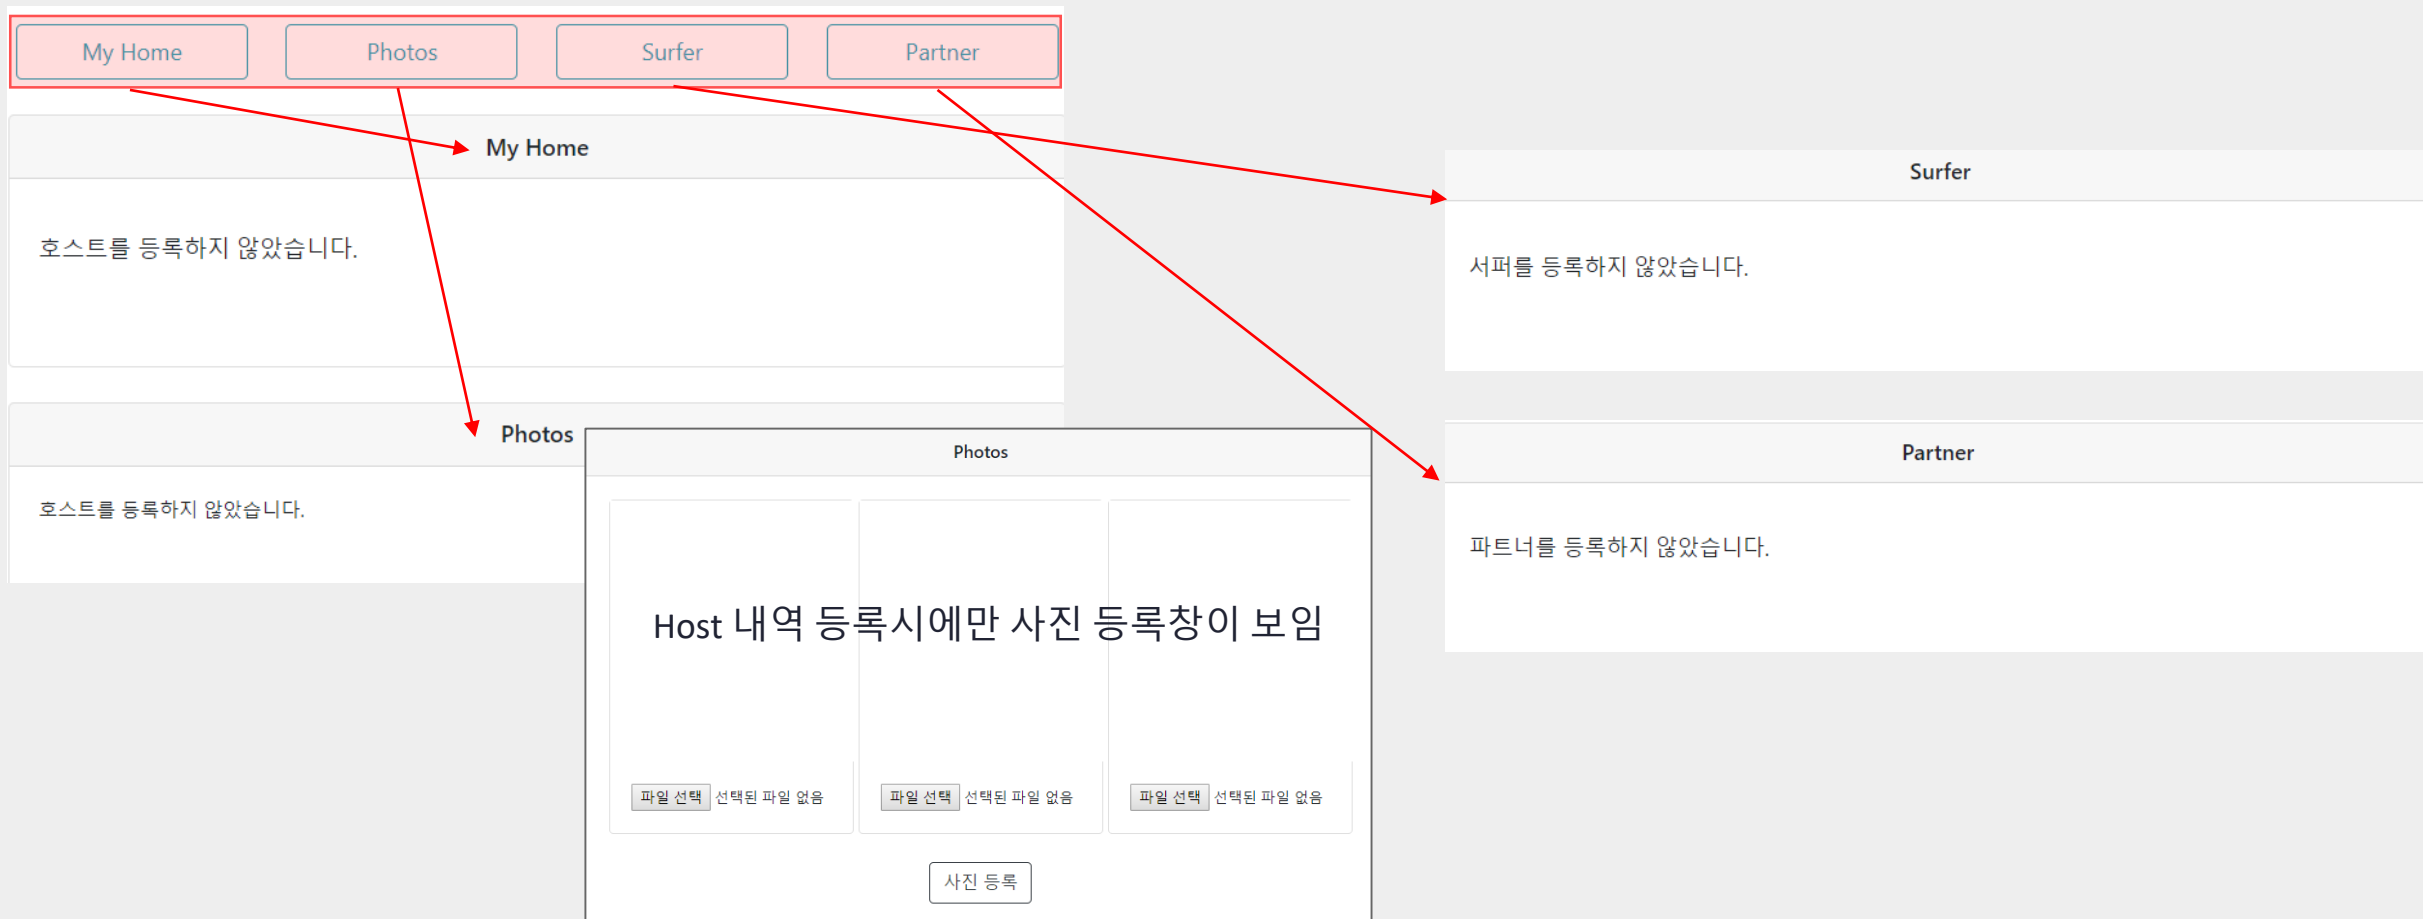 My Home Photos Surfer Partner
My Home
호스트를 등록하지 않았습니다.
Photos
호스트를 등록하지 않았습니다.
Photos
Host 내역 등록시에만 사진 등록창이 보임
파일 선택 선택된 파일 없음 파일 선택 선택된 파일 없음 파일 선택 선택된 파일 없음
사진 등록
Surfer
서퍼를 등록하지 않았습니다.
Partner
파트너를 등록하지 않았습니다.